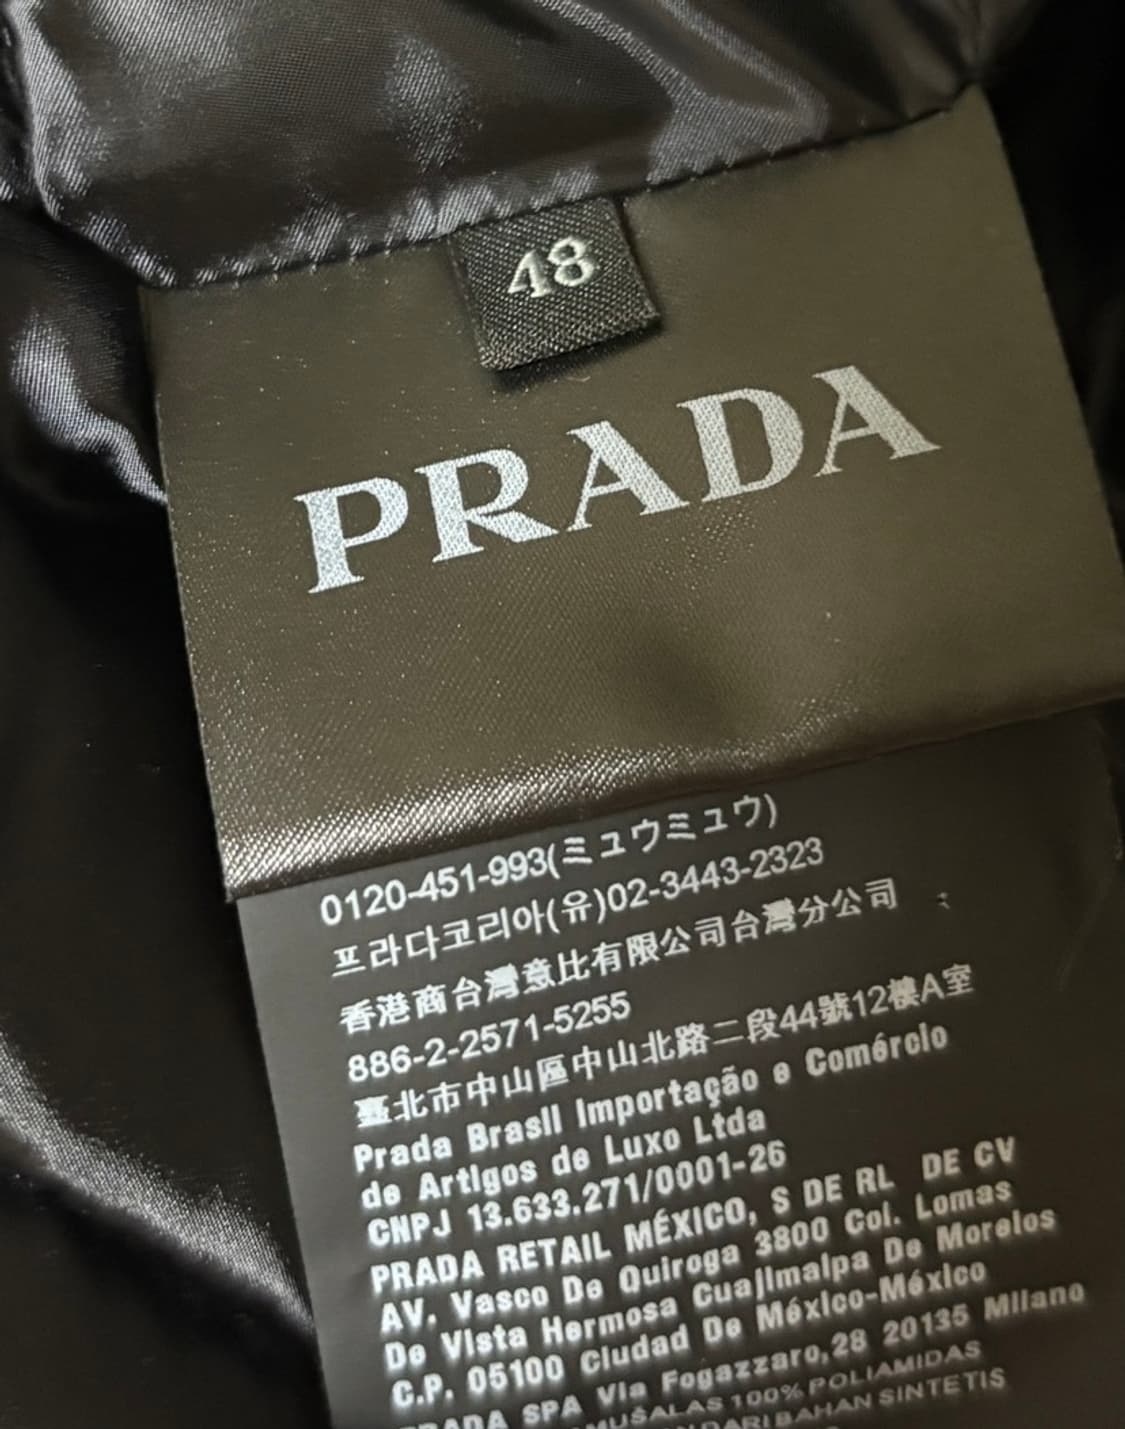 48
PRADA
0120-451-993(ミュウミュウ)
프라다코리아(유)02-3443-2323
香港商台灣意比有限公司台灣分公司
886-2-2571-5255
臺北市中山區中山北路二段44號12樓A室
Prada Brasil Importação e Comércio
de Artigos de Luxo Ltda
CNPJ 13.633.271/0001-26
PRADA RETAIL MÉXICO, S DE RL DE CV
AV. Vasco De Quiroga 3800 Col. Lomas
De Vista Hermosa Cuajimalpa De Morelos
C.P. 05100 Ciudad De México-México
PRADA SPA Via Fogazzaro,28 20135 Milano
100% POLIAMIDAS
DARI BAHAN SINTETIS